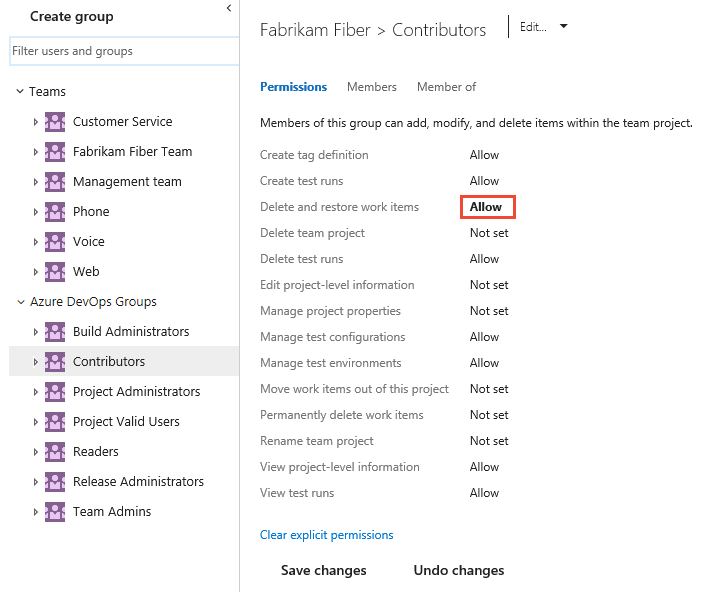 Create group
<
Filter users and groups
Teams
Customer Service
Fabrikam Fiber Team
Management team
Phone
Voice
Web
Azure DevOps Groups
Build Administrators
Contributors
Project Administrators
Project Valid Users
Readers
Release Administrators
Team Admins
Fabrikam Fiber > Contributors
Edit...
Permissions Members Member of
Members of this group can add, modify, and delete items within the team project.
Create tag definition Allow
Create test runs Allow
Delete and restore work items Allow
Delete team project Not set
Delete test runs Allow
Edit project-level information Not set
Manage project properties Not set
Manage test configurations Allow
Manage test environments Allow
Move work items out of this project Not set
Permanently delete work items Not set
Rename team project Not set
View project-level information Allow
View test runs Allow
Clear explicit permissions
Save changes Undo changes